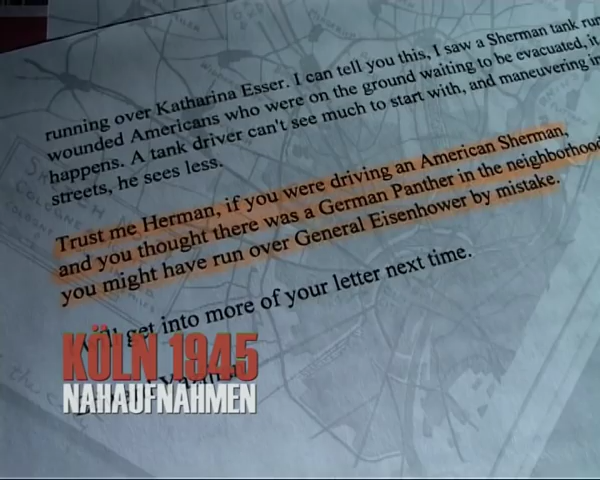 running over Katharina Esser. I can tell you this, I saw a Sherman tank run
wounded Americans who were on the ground waiting to be evacuated, it
happens. A tank driver can't see much to start with, and maneuvering in
streets, he sees less.
Trust me Herman, if you were driving an American Sherman,
and you thought there was a German Panther in the neighborhood
you might have run over General Eisenhower by mistake.
get into more of your letter next time.
KÖLN 1945
NAHAUFNAHMEN